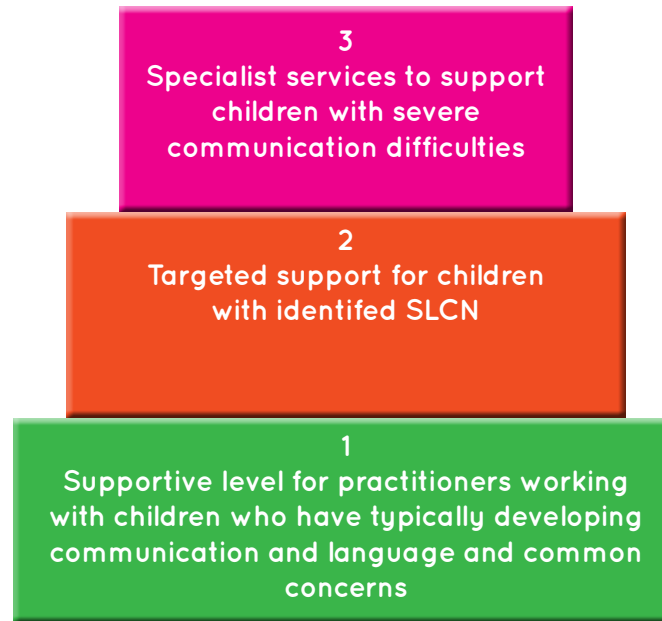 3
Specialist services to support
children with severe
communication difficulties
2
Targeted support for children
with identifed SLCN
1
Supportive level for practitioners working
with children who have typically developing
communication and language and common
concerns